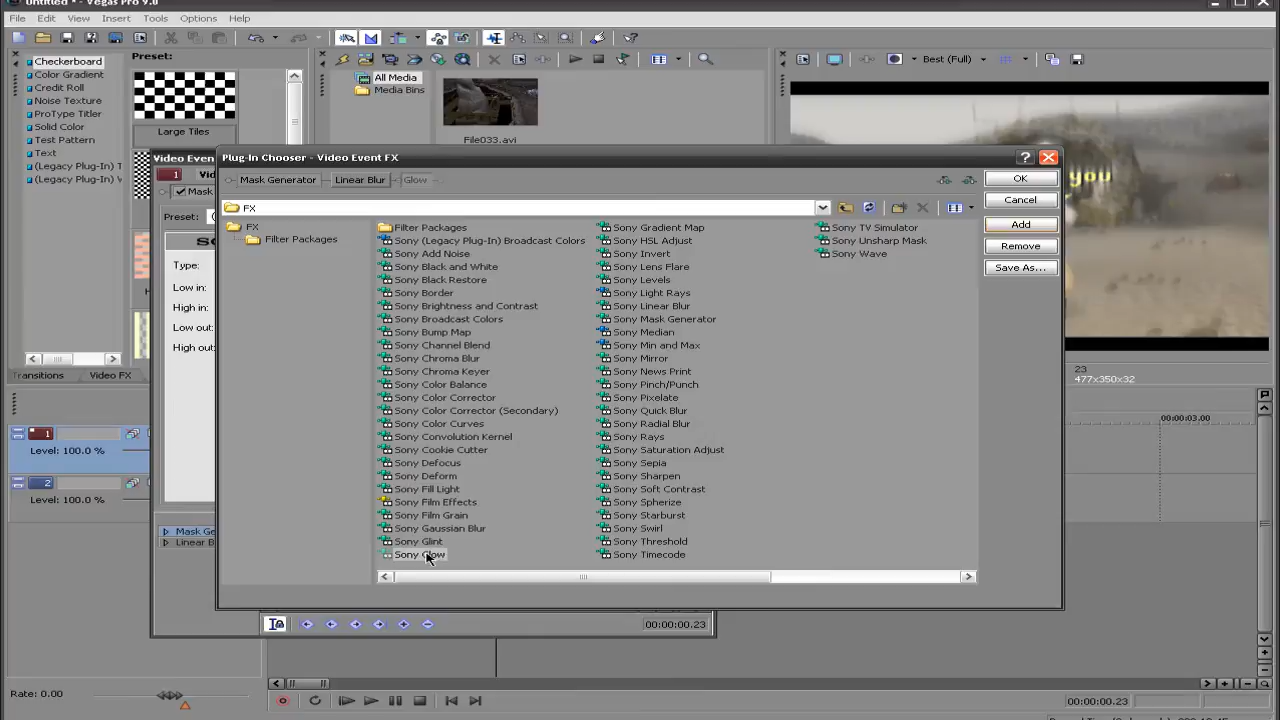 Untitled * - Vegas Pro 9.0
File Edit View Insert Tools Options Help
Checkerboard
Color Gradient
Credit Roll
Noise Texture
ProType Titler
Solid Color
Test Pattern
Text
(Legacy Plug-In) T
(Legacy Plug-In) V
Preset:
Large Tiles
All Media
Media Bins
File033.avi
Best (Full)
you
Video Even
1
Vid
Mask
Preset:
Type:
Low in:
High in:
Low out:
High out:
Mask Ge
Linear B
00:00:00.23
Plug-In Chooser - Video Event FX
Mask Generator
Linear Blur
Glow
FX
FX
Filter Packages
Filter Packages
Sony (Legacy Plug-In) Broadcast Colors
Sony Add Noise
Sony Black and White
Sony Black Restore
Sony Border
Sony Brightness and Contrast
Sony Broadcast Colors
Sony Bump Map
Sony Channel Blend
Sony Chroma Blur
Sony Chroma Keyer
Sony Color Balance
Sony Color Corrector
Sony Color Corrector (Secondary)
Sony Color Curves
Sony Convolution Kernel
Sony Cookie Cutter
Sony Defocus
Sony Deform
Sony Fill Light
Sony Film Effects
Sony Film Grain
Sony Gaussian Blur
Sony Glint
Sony Glow
Sony Gradient Map
Sony HSL Adjust
Sony Invert
Sony Lens Flare
Sony Levels
Sony Light Rays
Sony Linear Blur
Sony Mask Generator
Sony Median
Sony Min and Max
Sony Mirror
Sony News Print
Sony Pinch/Punch
Sony Pixelate
Sony Quick Blur
Sony Radial Blur
Sony Rays
Sony Saturation Adjust
Sony Sepia
Sony Sharpen
Sony Soft Contrast
Sony Spherize
Sony Starburst
Sony Swirl
Sony Threshold
Sony Timecode
Sony TV Simulator
Sony Unsharp Mask
Sony Wave
OK
Cancel
Add
Remove
Save As...
23
477x350x32
Transitions
Video FX
1
Level: 100.0 %
2
Level: 100.0 %
00:00:03.00
Rate: 0.00
00:00:00.23